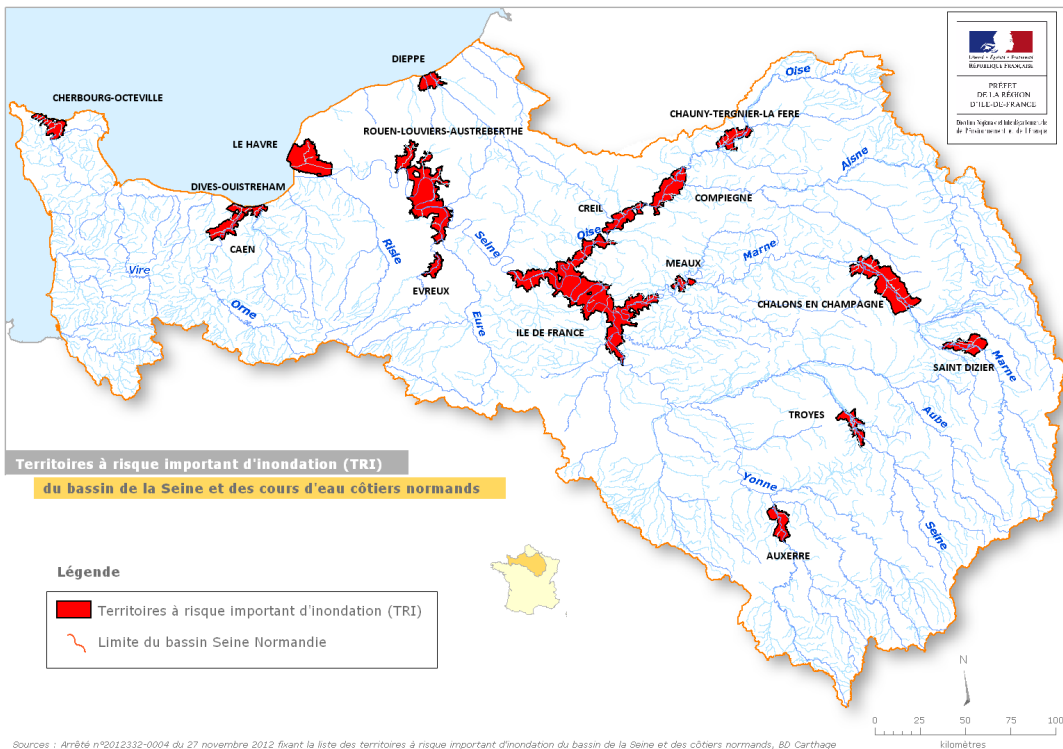 DIEPPE
CHERBOURG-OCTEVILLE
Oise
PRÉFET
DE LA RÉGION
D'ILE-DE-FRANCE
RÉPUBLIQUE FRANÇAISE
CHAUNY-TERGNIER-LA FERE
ROUEN-LOUVIERS-AUSTREBERTHE
LE HAVRE
Aisne
DIVES-OUISTREHAM
COMPIEGNE
CREIL
Oise
Seine
CAEN
Risle
Marne
MEAUX
Vire
EVREUX
CHALONS EN CHAMPAGNE
Orne
Eure
ILE DE FRANCE
Marne
SAINT DIZIER
TROYES
Aube
Territoires à risque important d'inondation (TRI)
du bassin de la Seine et des cours d'eau côtiers normands
Yonne
Seine
AUXERRE
Légende
Territoires à risque important d'inondation (TRI)
Limite du bassin Seine Normandie
N
0 25 50 75 100
kilomètres
Sources : Arrêté n°2012332-0004 du 27 novembre 2012 fixant la liste des territoires à risque important d'inondation du bassin de la Seine et des côtiers normands, BD Carthage